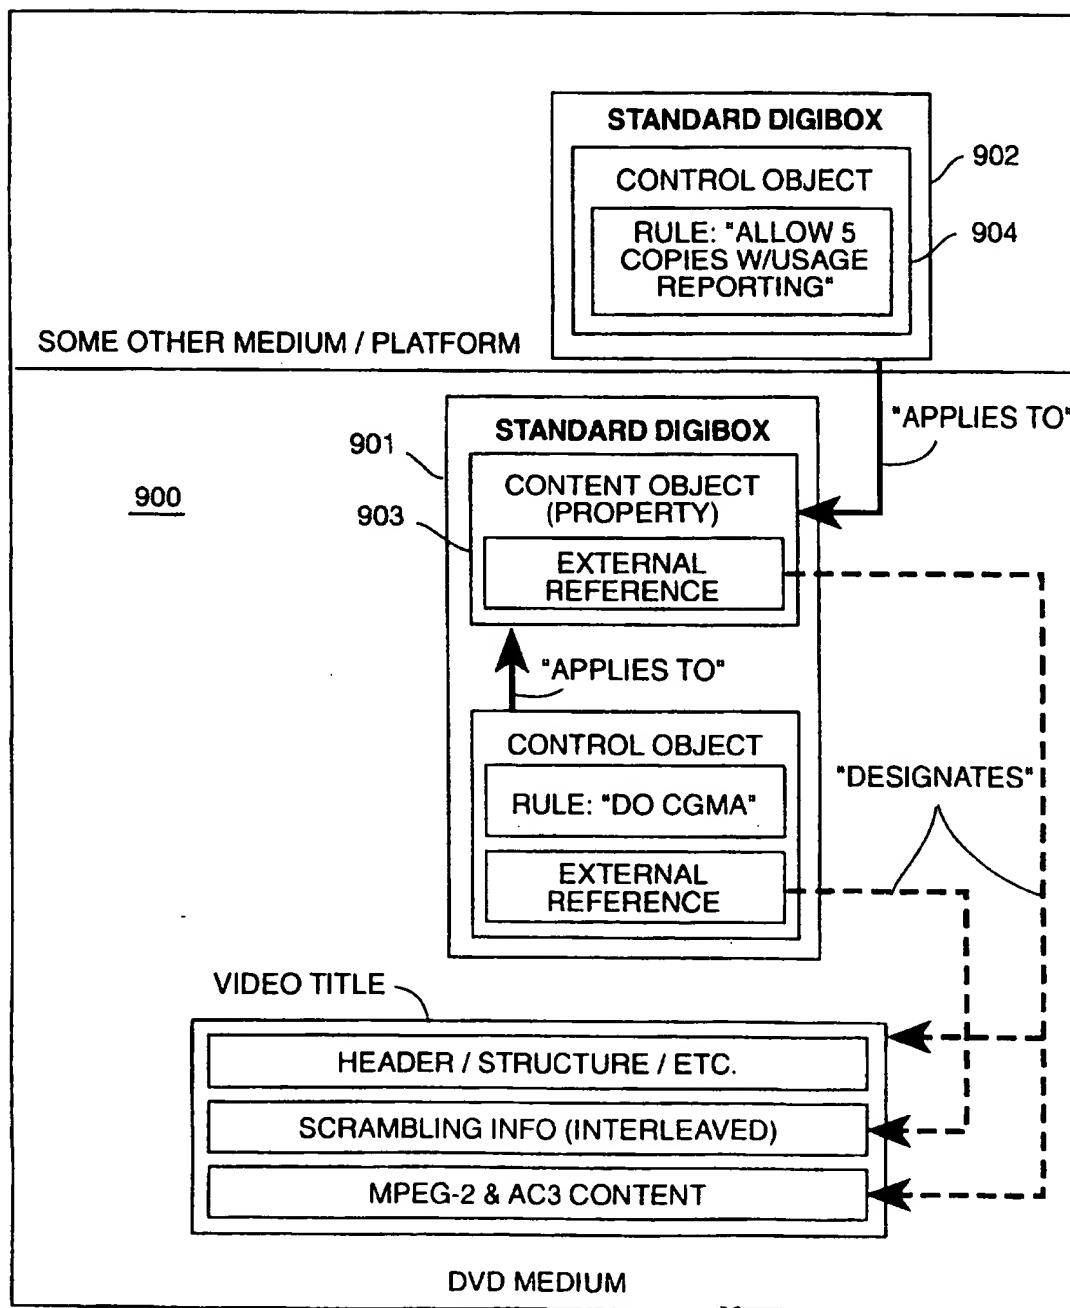 STANDARD DIGIBOX
902
CONTROL OBJECT
904
RULE: "ALLOW 5
COPIES W/USAGE
REPORTING"
SOME OTHER MEDIUM / PLATFORM
"APPLIES TO"
STANDARD DIGIBOX
901
CONTENT OBJECT
(PROPERTY)
900
903
EXTERNAL
REFERENCE
"APPLIES TO"
CONTROL OBJECT
"DESIGNATES"
RULE: "DO CGMA"
EXTERNAL
REFERENCE
VIDEO TITLE
HEADER / STRUCTURE / ETC.
SCRAMBLING INFO (INTERLEAVED)
MPEG-2 & AC3 CONTENT
DVD MEDIUM